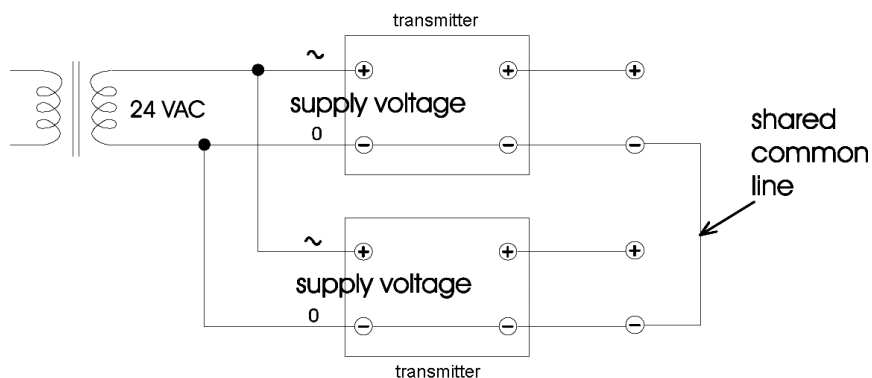 transmitter
~
+ + +
24 VAC
supply voltage
0
− − −
shared
common
line
~
+ + +
supply voltage
0
− − −
transmitter